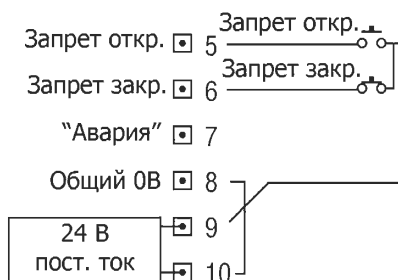 Запрет откр. 5 Запрет откр.
Запрет закр. 6 Запрет закр.
"Авария" 7
Общий 0В 8
9
24 В
пост. ток
10